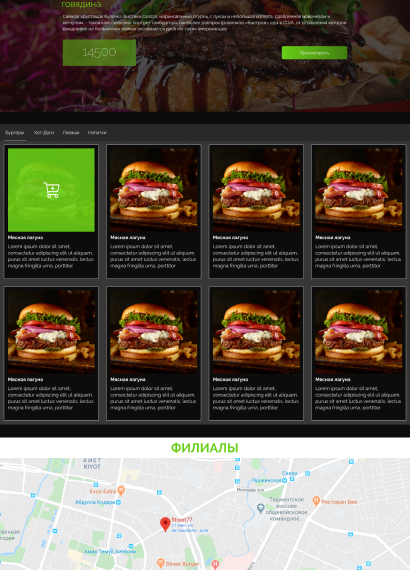 говядина
Свежая хрустящая булочка, листики салата, маринованный огурец с луком и небольшой котлета, сдобренная майонезом и
14500
Просмотреть
Бургеры Хот-Доги Лаваши Напитки
Мясная лагуна Мясная лагуна Мясная лагуна Мясная лагуна
Lorem ipsum dolor sit amet, Lorem ipsum dolor sit amet, Lorem ipsum dolor sit amet, Lorem ipsum dolor sit amet,
consectetur adipiscing elit ut aliquam, consectetur adipiscing elit ut aliquam, consectetur adipiscing elit ut aliquam, consectetur adipiscing elit ut aliquam,
purus sit amet luctus venenatis, lectus purus sit amet luctus venenatis, lectus purus sit amet luctus venenatis, lectus purus sit amet luctus venenatis, lectus
magna fringilla urna, porttitor magna fringilla urna, porttitor magna fringilla urna, porttitor magna fringilla urna, porttitor
Мясная лагуна Мясная лагуна Мясная лагуна Мясная лагуна
Lorem ipsum dolor sit amet, Lorem ipsum dolor sit amet, Lorem ipsum dolor sit amet, Lorem ipsum dolor sit amet,
consectetur adipiscing elit ut aliquam, consectetur adipiscing elit ut aliquam, consectetur adipiscing elit ut aliquam, consectetur adipiscing elit ut aliquam,
purus sit amet luctus venenatis, lectus purus sit amet luctus venenatis, lectus purus sit amet luctus venenatis, lectus purus sit amet luctus venenatis, lectus
magna fringilla urna, porttitor magna fringilla urna, porttitor magna fringilla urna, porttitor magna fringilla urna, porttitor
ФИЛИАЛЫ
КИЕТ
KIYOT
Салар
Пушкинская
Evos Extra
Абдулла Кодирий
Ресторан Бек
Ташкентское
высшее
общевойсковое
командное...
Street77
Амир Темур Хиёбони
Street Burger